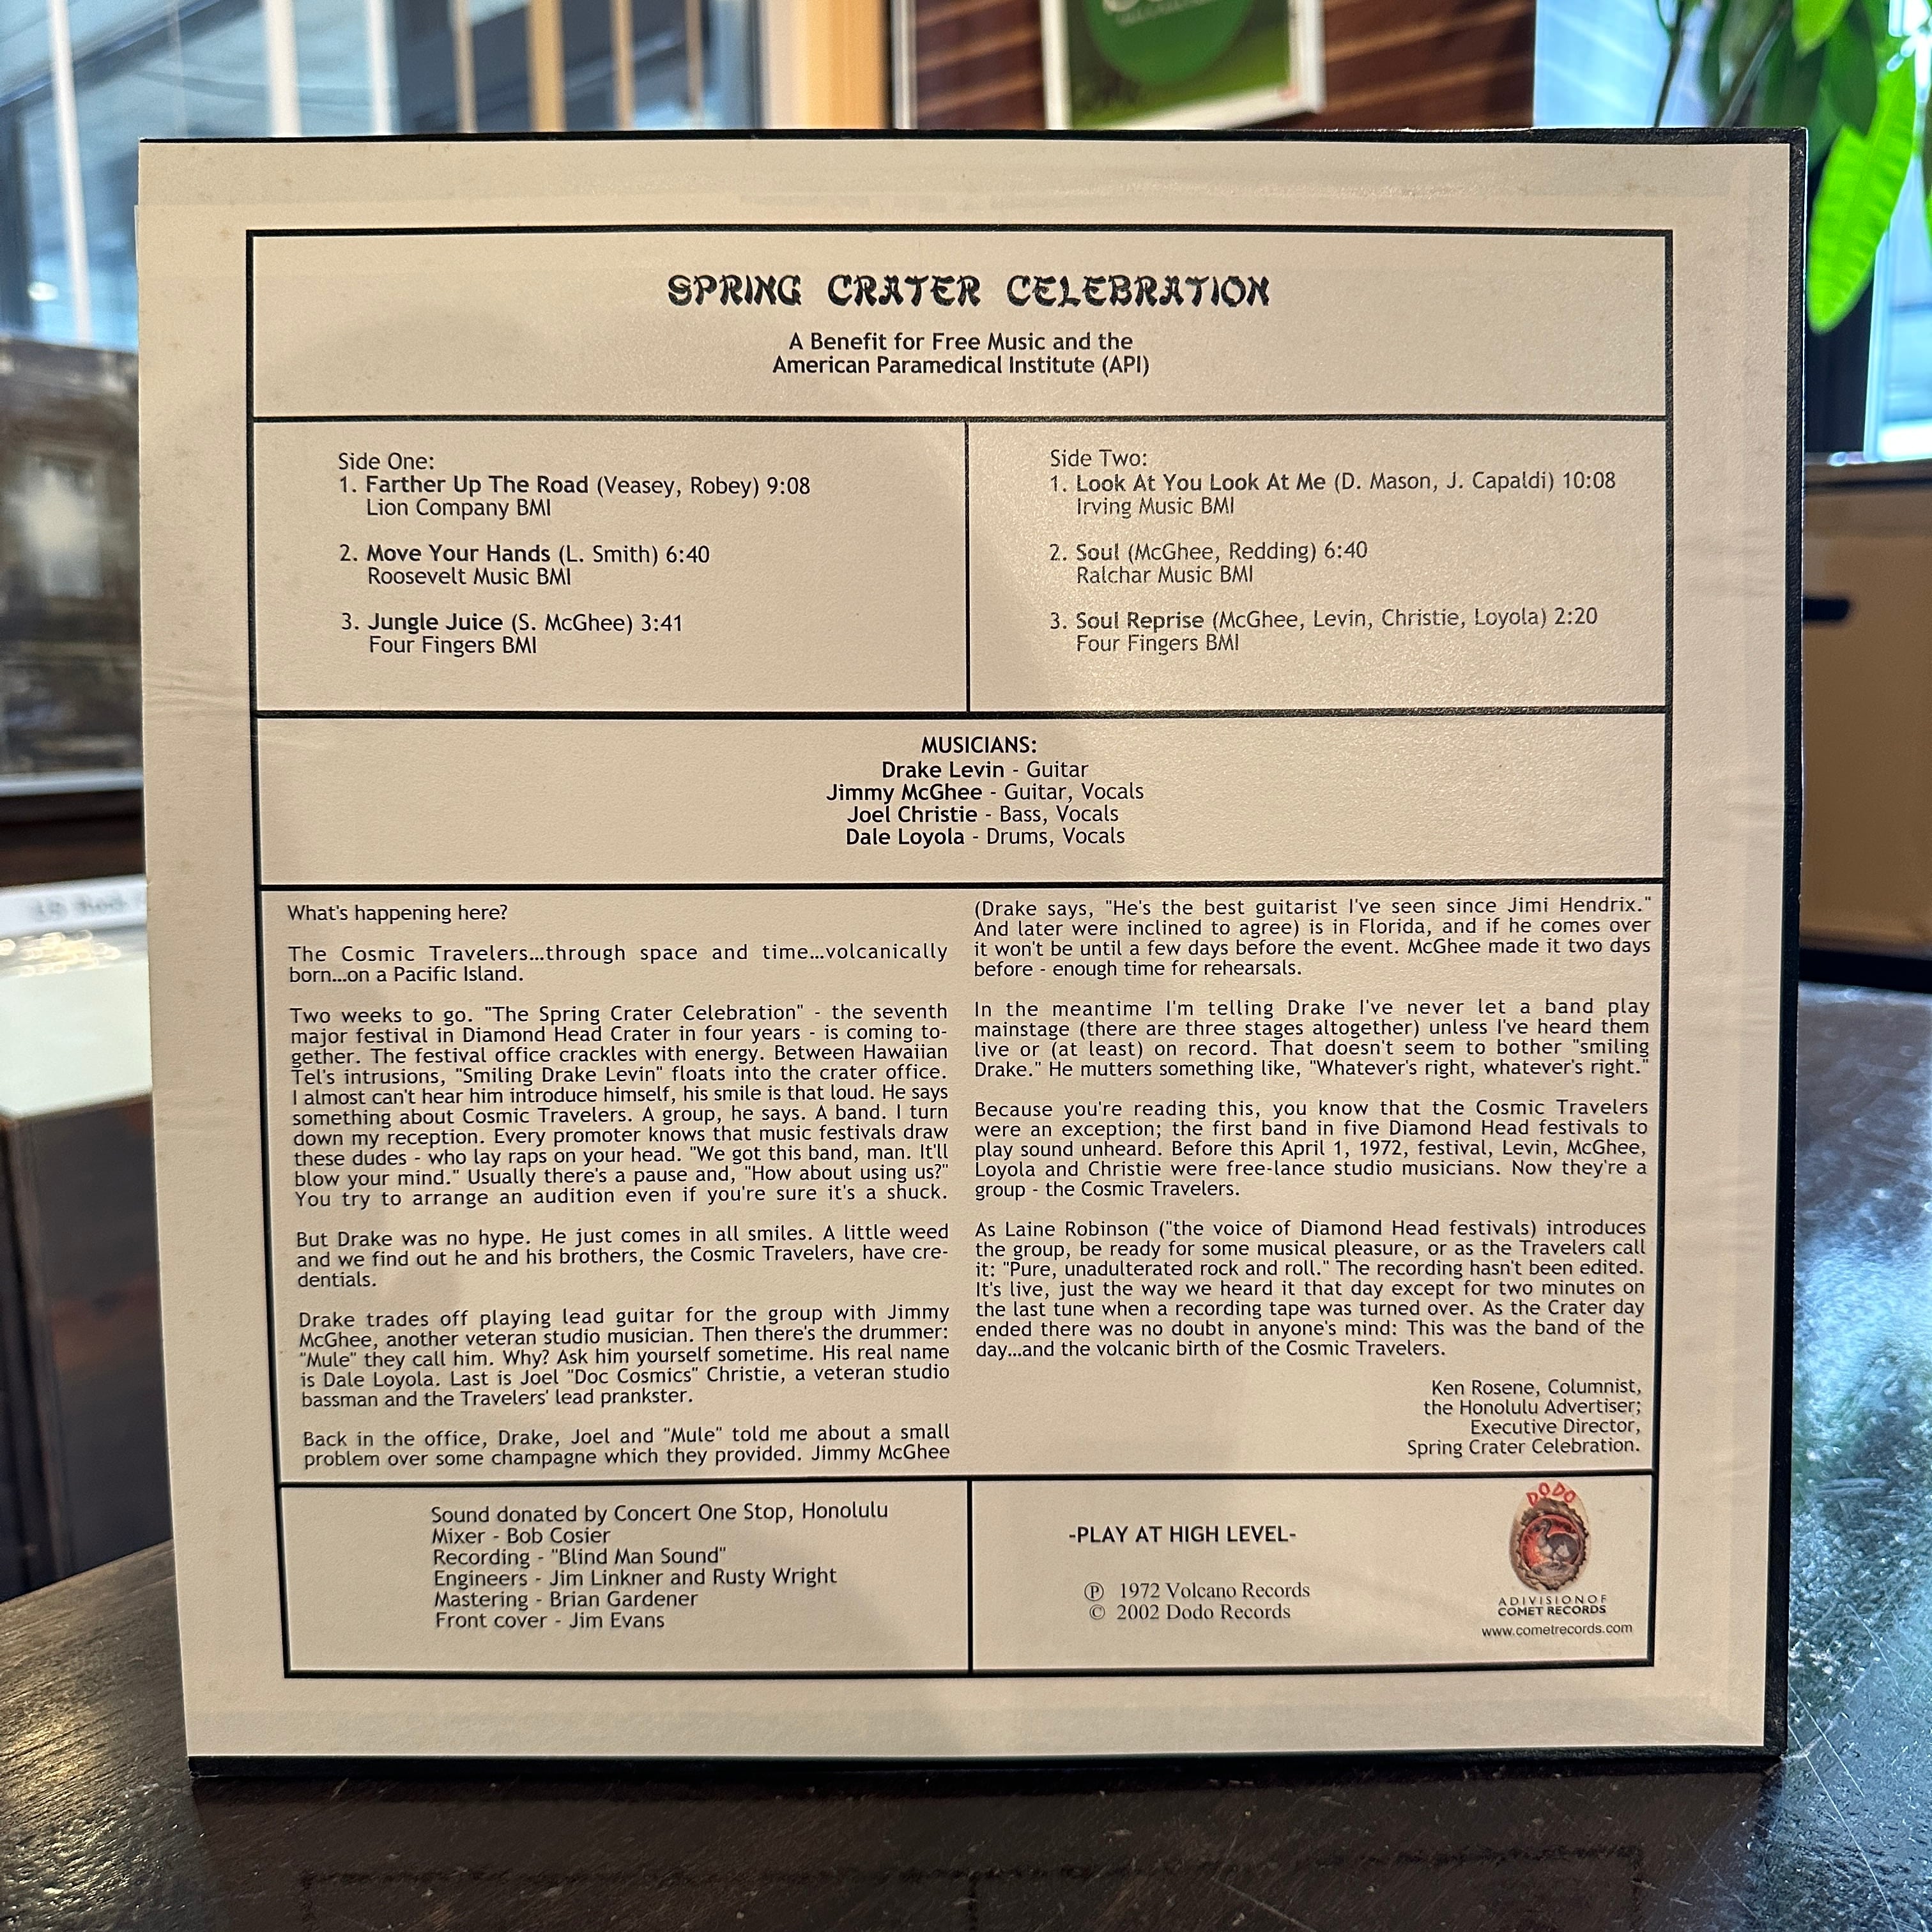 SPRING CRATER CELEBRATION
A Benefit for Free Music and the
American Paramedical Institute (API)
Side One:
1. Farther Up The Road (Veasey, Robey) 9:08
Lion Company BMI
2. Move Your Hands (L. Smith) 6:40
Roosevelt Music BMI
3. Jungle Juice (S. McGhee) 3:41
Four Fingers BMI
Side Two:
1. Look At You Look At Me (D. Mason, J. Capaldi) 10:08
Irving Music BMI
2. Soul (McGhee, Redding) 6:40
Ralchar Music BMI
3. Soul Reprise (McGhee, Levin, Christie, Loyola) 2:20
Four Fingers BMI
MUSICIANS:
Drake Levin - Guitar
Jimmy McGhee - Guitar, Vocals
Joel Christie - Bass, Vocals
Dale Loyola - Drums, Vocals
What's happening here?
The Cosmic Travelers...through space and time...volcanically
born...on a Pacific Island.
Two weeks to go. "The Spring Crater Celebration" - the seventh
major festival in Diamond Head Crater in four years - is coming to-
gether. The festival office crackles with energy. Between Hawaiian
Tel's intrusions, "Smiling Drake Levin" floats into the crater office.
I almost can't hear him introduce himself, his smile is that loud. He says
something about Cosmic Travelers. A group, he says. A band. I turn
down my reception. Every promoter knows that music festivals draw
these dudes - who lay raps on your head. "We got this band, man. It'll
blow your mind." Usually there's a pause and, "How about using us?"
You try to arrange an audition even if you're sure it's a shuck.
But Drake was no hype. He just comes in all smiles. A little weed
and we find out he and his brothers, the Cosmic Travelers, have cre-
dentials.
Drake trades off playing lead guitar for the group with Jimmy
McGhee, another veteran studio musician. Then there's the drummer:
"Mule" they call him. Why? Ask him yourself sometime. His real name
is Dale Loyola. Last is Joel "Doc Cosmics" Christie, a veteran studio
bassman and the Travelers' lead prankster.
Back in the office, Drake, Joel and "Mule" told me about a small
problem over some champagne which they provided. Jimmy McGhee
(Drake says, "He's the best guitarist I've seen since Jimi Hendrix."
And later were inclined to agree) is in Florida, and if he comes over
it won't be until a few days before the event. McGhee made it two days
before - enough time for rehearsals.
In the meantime I'm telling Drake I've never let a band play
mainstage (there are three stages altogether) unless I've heard them
live or (at least) on record. That doesn't seem to bother "smiling
Drake." He mutters something like, "Whatever's right, whatever's right."
Because you're reading this, you know that the Cosmic Travelers
were an exception; the first band in five Diamond Head festivals to
play sound unheard. Before this April 1, 1972, festival, Levin, McGhee,
Loyola and Christie were free-lance studio musicians. Now they're a
group - the Cosmic Travelers.
As Laine Robinson ("the voice of Diamond Head festivals) introduces
the group, be ready for some musical pleasure, or as the Travelers call
it: "Pure, unadulterated rock and roll." The recording hasn't been edited.
It's live, just the way we heard it that day except for two minutes on
the last tune when a recording tape was turned over. As the Crater day
ended there was no doubt in anyone's mind: This was the band of the
day...and the volcanic birth of the Cosmic Travelers.
Ken Rosene, Columnist,
the Honolulu Advertiser;
Executive Director,
Spring Crater Celebration.
Sound donated by Concert One Stop, Honolulu
Mixer - Bob Cosier
Recording - "Blind Man Sound"
Engineers - Jim Linkner and Rusty Wright
Mastering - Brian Gardener
Front cover - Jim Evans
-PLAY AT HIGH LEVEL-
℗ 1972 Volcano Records
© 2002 Dodo Records
DODO
A DIVISION OF
COMET RECORDS
www.cometrecords.com